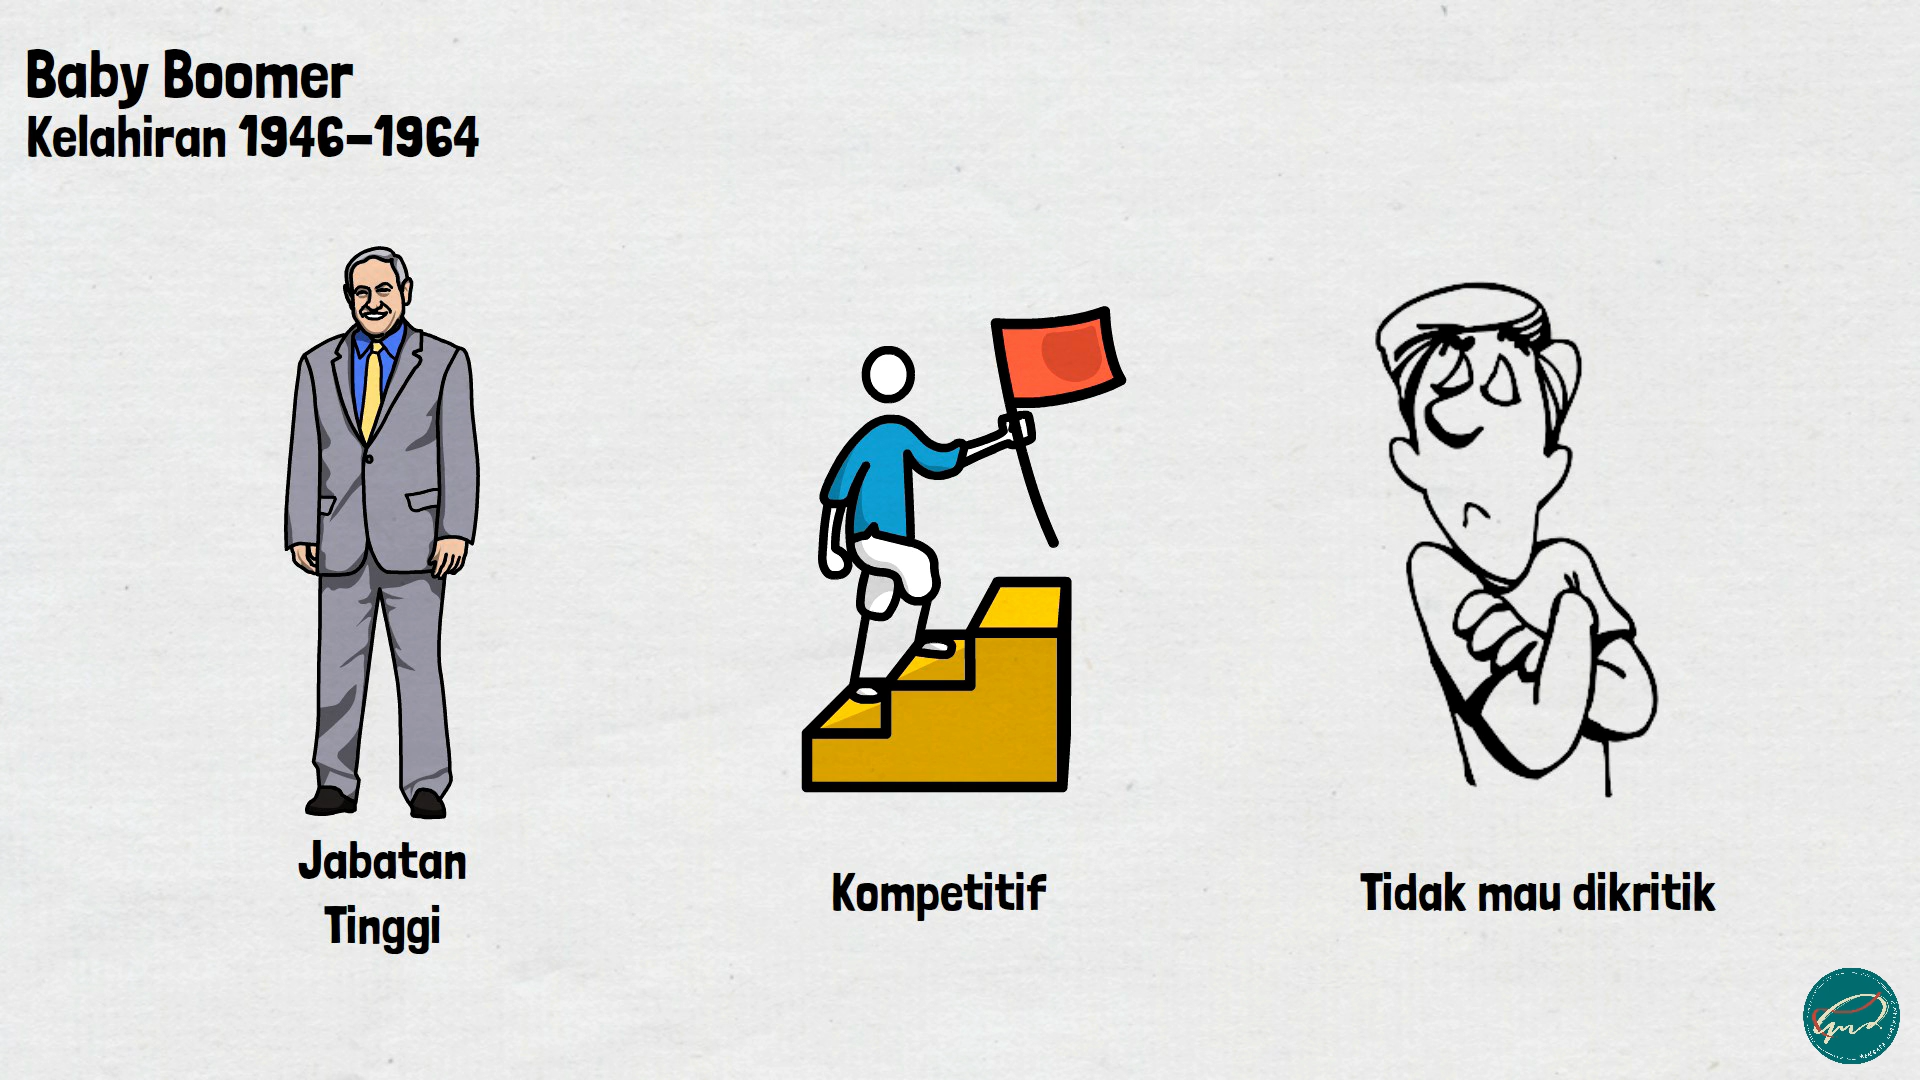 Baby Boomer
Kelahiran 1946-1964
Jabatan
Tinggi
Kompetitif
Tidak mau dikritik